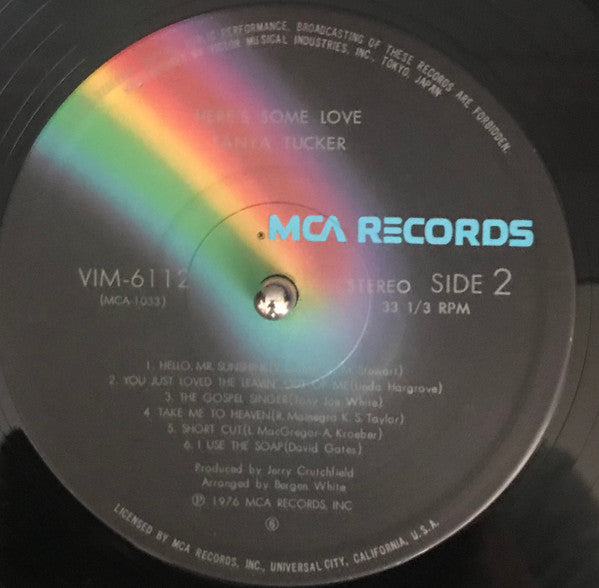 PERFORMANCE, BROADCASTING OF THESE RECORDS ARE FORBIDDEN.
VICTOR MUSICAL INDUSTRIES, INC., TOKYO, JAPAN
HERE'S SOME LOVE
TANYA TUCKER
MCA RECORDS
VIM-6112
STEREO SIDE 2
(MCA-1033)
33 1/3 RPM
1. HELLO, MR. SUNSHINE Stewart)
2. YOU JUST LOVED THE LEAVIN' OUT OF ME(Linda Hargrove)
3. THE GOSPEL SINGER(Tony Joe White)
4. TAKE ME TO HEAVEN(R. Mainegra K. S. Taylor)
5. SHORT CUT(L. MacGregor-A. Kroeber)
6. I USE THE SOAP(David Gates)
Produced by Jerry Crutchfield
Arranged by Bergen White
Ⓟ 1976 MCA RECORDS, INC
⑥
LICENSED BY MCA RECORDS, INC., UNIVERSAL CITY, CALIFORNIA, U.S.A.